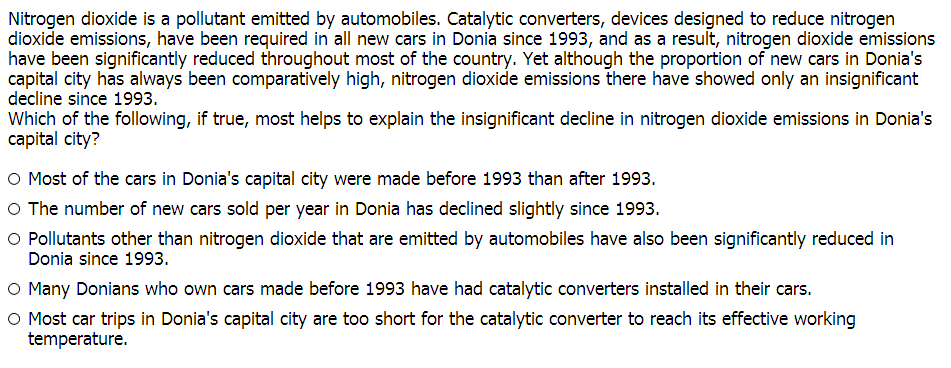 Nitrogen dioxide is a pollutant emitted by automobiles. Catalytic converters, devices designed to reduce nitrogen
dioxide emissions, have been required in all new cars in Donia since 1993, and as a result, nitrogen dioxide emissions
have been significantly reduced throughout most of the country. Yet although the proportion of new cars in Donia's
capital city has always been comparatively high, nitrogen dioxide emissions there have showed only an insignificant
decline since 1993.
Which of the following, if true, most helps to explain the insignificant decline in nitrogen dioxide emissions in Donia's
capital city?
Most of the cars in Donia's capital city were made before 1993 than after 1993.
The number of new cars sold per year in Donia has declined slightly since 1993.
Pollutants other than nitrogen dioxide that are emitted by automobiles have also been significantly reduced in
Donia since 1993.
Many Donians who own cars made before 1993 have had catalytic converters installed in their cars.
Most car trips in Donia's capital city are too short for the catalytic converter to reach its effective working
temperature.